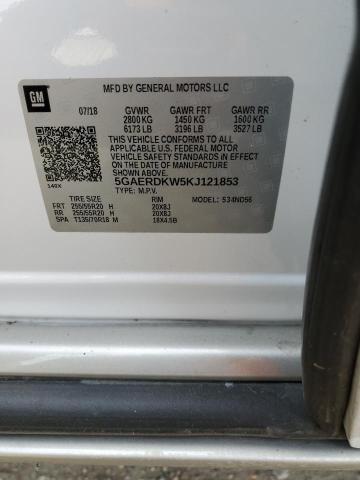 GM
MFD BY GENERAL MOTORS LLC
07/18 GVWR GAWR FRT GAWR RR
2800 KG 1450 KG 1600 KG
6173 LB 3196 LB 3527 LB
THIS VEHICLE CONFORMS TO ALL APPLICABLE
U.S. FEDERAL MOTOR
VEHICLE SAFETY STANDARDS IN
EFFECT ON THE DATE OF MANUFACTURE
SHOWN ABOVE.
140X
5GAERDKW5KJ121853
TYPE: M.P.V. MODEL: 534ND56
TIRE SIZE RIM
FRT 255/55R20 H 20X8J
RR 255/55R20 H 20X8J
SPA T135/70R18 M 18X4.5B